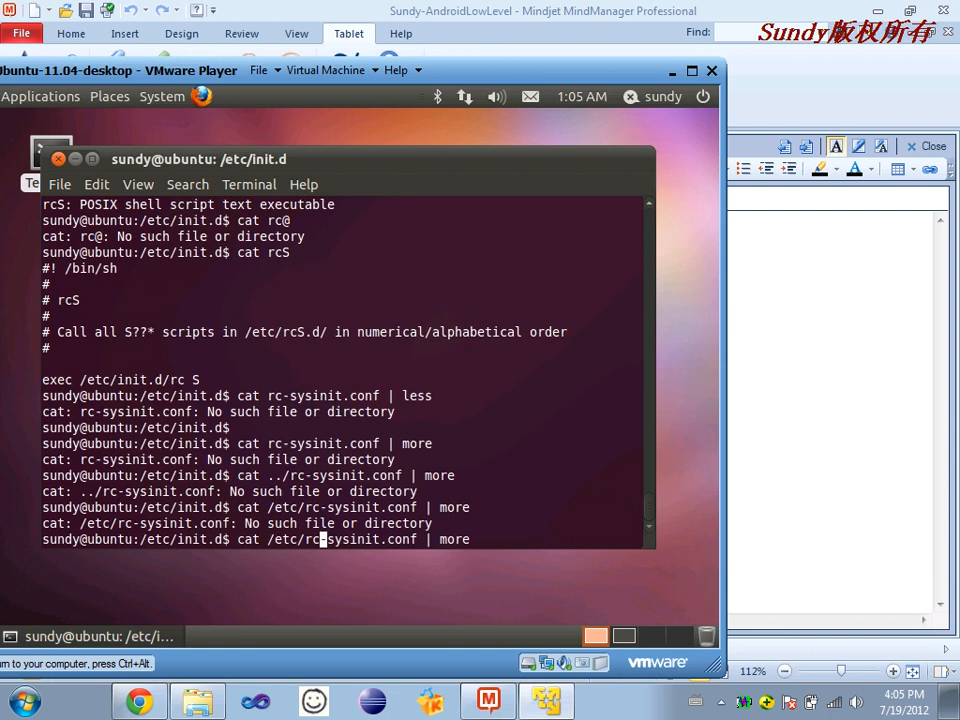 Sundy-AndroidLowLevel - Mindjet MindManager Professional
File Home Insert Design Review View Tablet Help Find:
Sundy版权所有
Ubuntu-11.04-desktop - VMware Player File Virtual Machine Help
Applications Places System 1:05 AM sundy
Close
sundy@ubuntu: /etc/init.d
File Edit View Search Terminal Help
rcS: POSIX shell script text executable
sundy@ubuntu:/etc/init.d$ cat rc@
cat: rc@: No such file or directory
sundy@ubuntu:/etc/init.d$ cat rcS
#! /bin/sh
#
# rcS
#
# Call all S??* scripts in /etc/rcS.d/ in numerical/alphabetical order
#
exec /etc/init.d/rc S
sundy@ubuntu:/etc/init.d$ cat rc-sysinit.conf | less
cat: rc-sysinit.conf: No such file or directory
sundy@ubuntu:/etc/init.d$
sundy@ubuntu:/etc/init.d$ cat rc-sysinit.conf | more
cat: rc-sysinit.conf: No such file or directory
sundy@ubuntu:/etc/init.d$ cat ../rc-sysinit.conf | more
cat: ../rc-sysinit.conf: No such file or directory
sundy@ubuntu:/etc/init.d$ cat /etc/rc-sysinit.conf | more
cat: /etc/rc-sysinit.conf: No such file or directory
sundy@ubuntu:/etc/init.d$ cat /etc/rc-sysinit.conf | more
sundy@ubuntu: /etc/i...
to your computer, press Ctrl+Alt.
vmware
112%
4:05 PM
7/19/2012